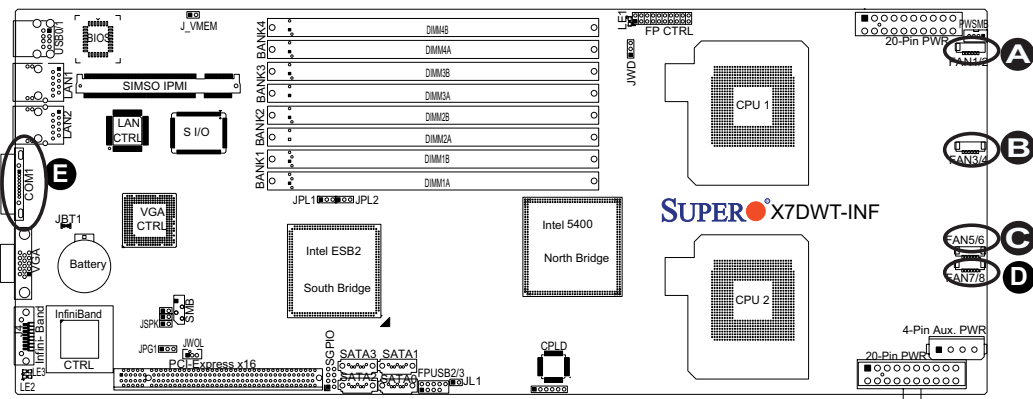 J_VMEM
USB0/1
BIOS
BANK4
DIMM4B
LE1
FP CTRL
20-Pin PWR
PWSMB
A
FAN1/2
DIMM4A
JWD
LAN1
SIMSO IPMI
BANK3
DIMM3B
DIMM3A
CPU 1
LAN2
LAN
CTRL
S I/O
BANK2
DIMM2B
DIMM2A
B
FAN3/4
E
COM1
BANK1
DIMM1B
DIMM1A
JPL1
JPL2
SUPER X7DWT-INF
JBT1
VGA
CTRL
VGA
Battery
Intel ESB2
South Bridge
Intel 5400
North Bridge
FAN5/6
C
FAN7/8
D
CPU 2
InfiniBand
CTRL
J4
Infini- Band
SMB
JSPK
JPG1
JWOL
LE3
LE2
PCI-Express x16
SGPIO
SATA3
SATA1
SATA2
SATA0
FPUSB2/3
JL1
CPLD
4-Pin Aux. PWR
20-Pin PWR